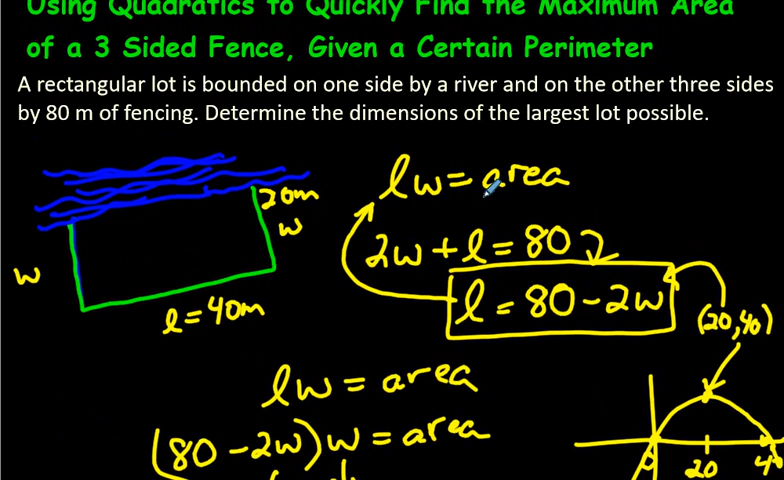 Using Quadratics to Quickly Find the Maximum Area
of a 3 Sided Fence, Given a Certain Perimeter
A rectangular lot is bounded on one side by a river and on the other three sides
by 80 m of fencing. Determine the dimensions of the largest lot possible.
lw = area
20m
w
2w + l = 80
w
l = 80 - 2w
l = 40m
(20,40)
lw = area
(80 - 2w)w = area
0
20